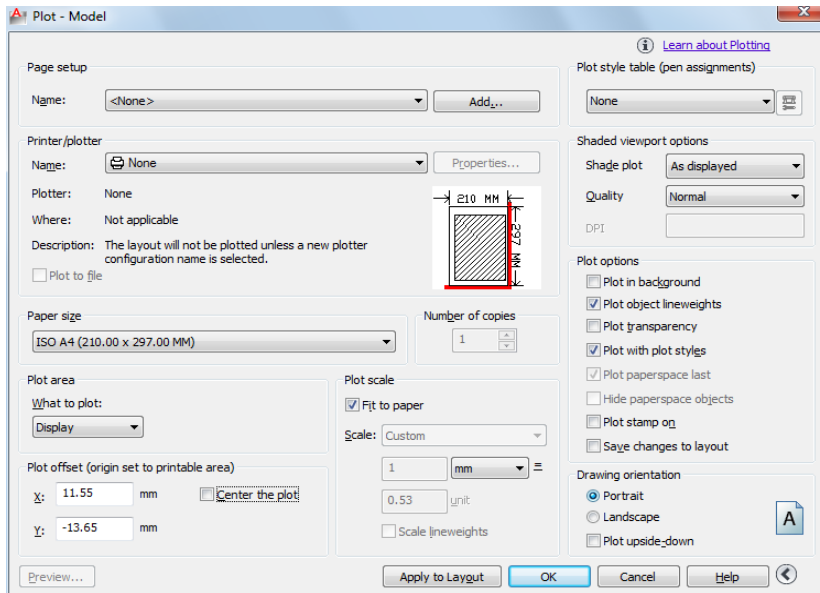 Plot - Model
Learn about Plotting
Page setup
Name: <None> Add...
Plot style table (pen assignments)
None
Printer/plotter
Name: None Properties...
Plotter: None
Where: Not applicable
Description: The layout will not be plotted unless a new plotter
configuration name is selected.
Plot to file
210 MM
297 MM
Shaded viewport options
Shade plot As displayed
Quality Normal
DPI
Paper size
ISO A4 (210.00 x 297.00 MM)
Number of copies
1
Plot options
Plot in background
Plot object lineweights
Plot transparency
Plot with plot styles
Plot paperspace last
Hide paperspace objects
Plot stamp on
Save changes to layout
Plot area
What to plot:
Display
Plot scale
Fit to paper
Scale: Custom
1 mm =
0.53 unit
Scale lineweights
Plot offset (origin set to printable area)
X: 11.55 mm Center the plot
Y: -13.65 mm
Drawing orientation
Portrait
Landscape
Plot upside-down
A
Preview... Apply to Layout OK Cancel Help